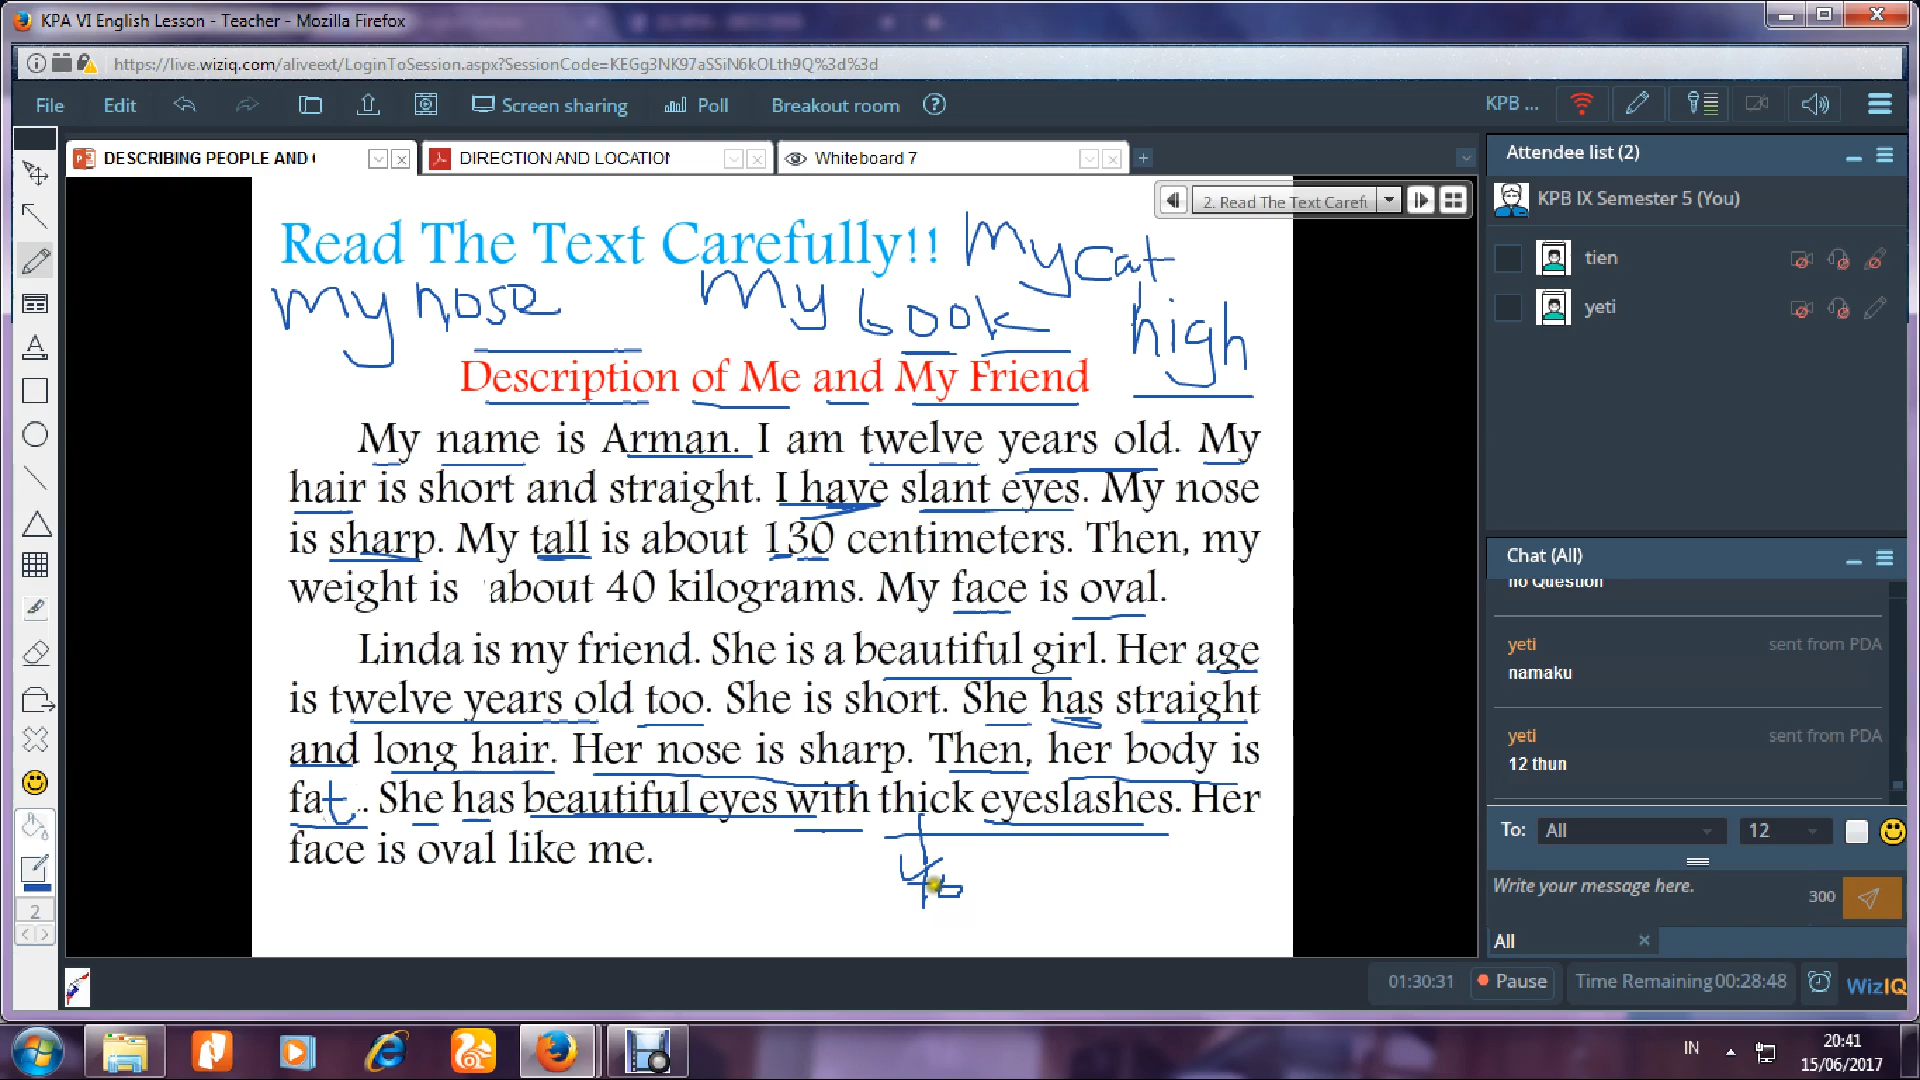 KPA VI English Lesson - Teacher - Mozilla Firefox
https://live.wiziq.com/aliveext/LoginToSession.aspx?SessionCode=KEGg3NK97aSSiN6kOLth9Q%3d%3d
File Edit Screen sharing Poll Breakout room ? KPB ...
DESCRIBING PEOPLE AND DIRECTION AND LOCATION Whiteboard 7
2. Read The Text Carefu
Read The Text Carefully!! my cat
my nose my book high
Description of Me and My Friend
My name is Arman. I am twelve years old. My
hair is short and straight. I have slant eyes. My nose
is sharp. My tall is about 130 centimeters. Then, my
weight is about 40 kilograms. My face is oval.
Linda is my friend. She is a beautiful girl. Her age
is twelve years old too. She is short. She has straight
and long hair. Her nose is sharp. Then, her body is
fat. She has beautiful eyes with thick eyeslashes. Her
face is oval like me.
2
Attendee list (2)
KPB IX Semester 5 (You)
tien
yeti
Chat (All)
no Question
yeti sent from PDA
namaku
yeti sent from PDA
12 thun
To: All 12
Write your message here. 300
All
01:30:31 Pause Time Remaining 00:28:48 WizIQ
IN 20:41
15/06/2017